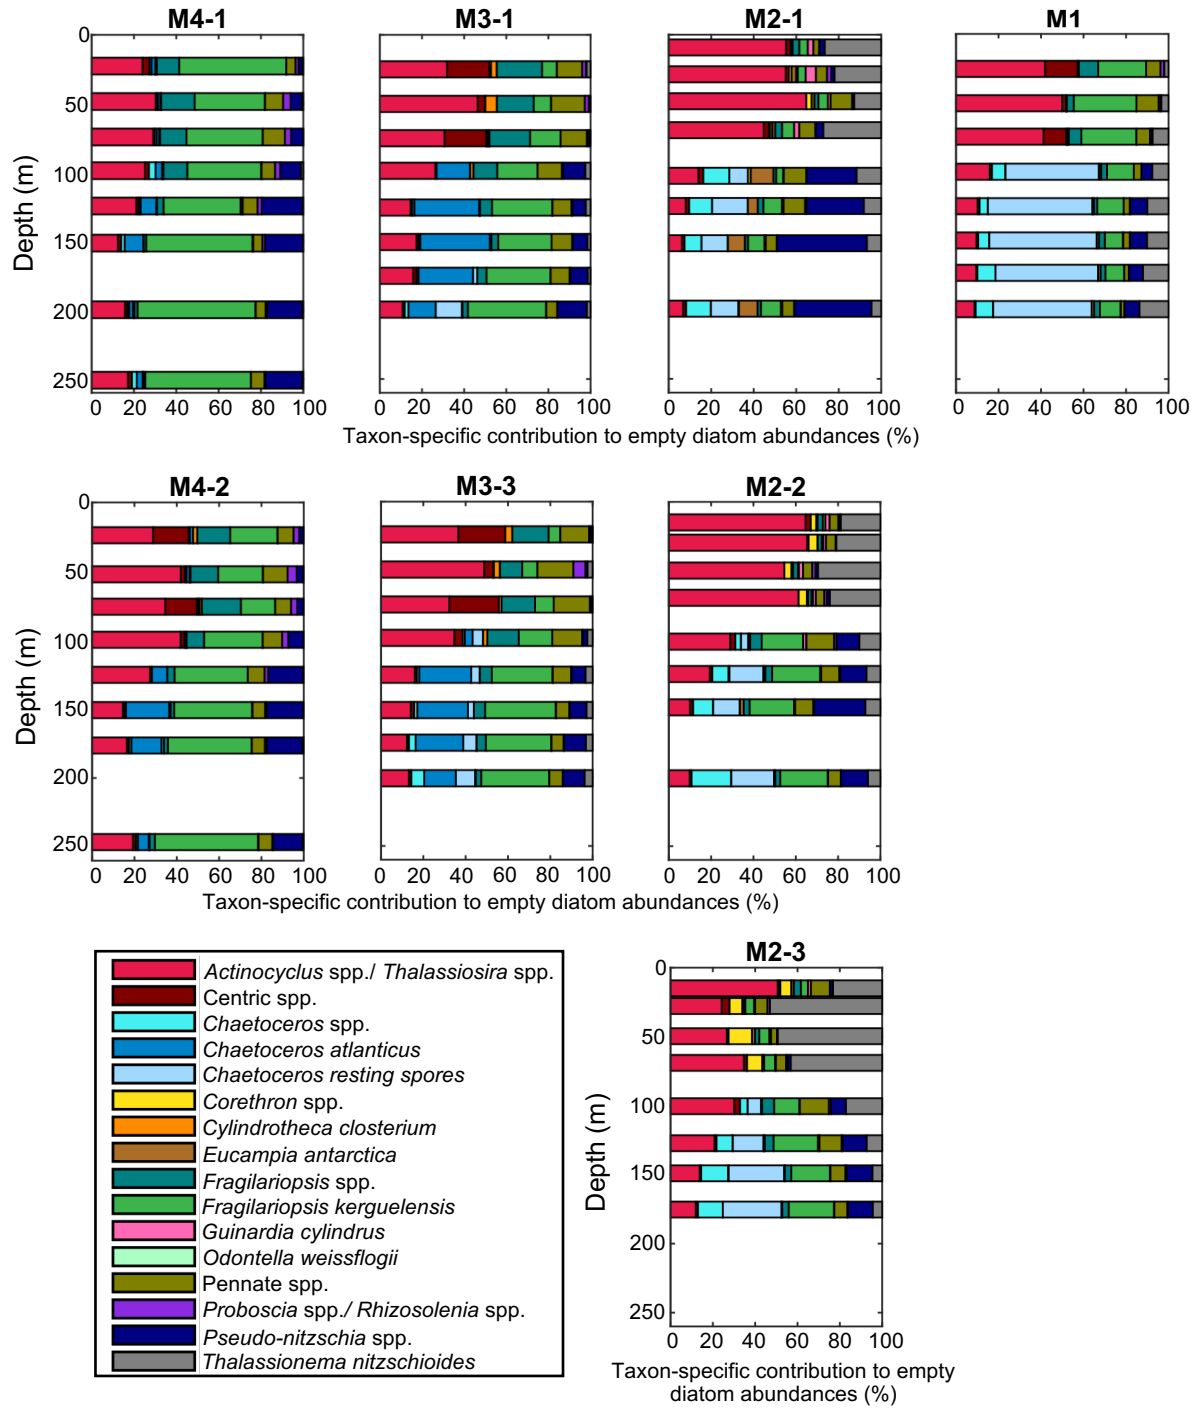 M4-1 M3-1 M2-1 M1
0
50
100
150
200
250
Depth (m)
0 20 40 60 80 100 0 20 40 60 80 100 0 20 40 60 80 100 0 20 40 60 80 100
Taxon-specific contribution to empty diatom abundances (%)
M4-2 M3-3 M2-2
0
50
100
150
200
250
Depth (m)
0 20 40 60 80 100 0 20 40 60 80 100 0 20 40 60 80 100
Taxon-specific contribution to empty diatom abundances (%)
Actinocyclus spp./ Thalassiosira spp.
Centric spp.
Chaetoceros spp.
Chaetoceros atlanticus
Chaetoceros resting spores
Corethron spp.
Cylindrotheca closterium
Eucampia antarctica
Fragilariopsis spp.
Fragilariopsis kerguelensis
Guinardia cylindrus
Odontella weissflogii
Pennate spp.
Proboscia spp./ Rhizosolenia spp.
Pseudo-nitzschia spp.
Thalassionema nitzschioides
M2-3
0
50
100
150
200
250
Depth (m)
0 20 40 60 80 100
Taxon-specific contribution to empty
diatom abundances (%)